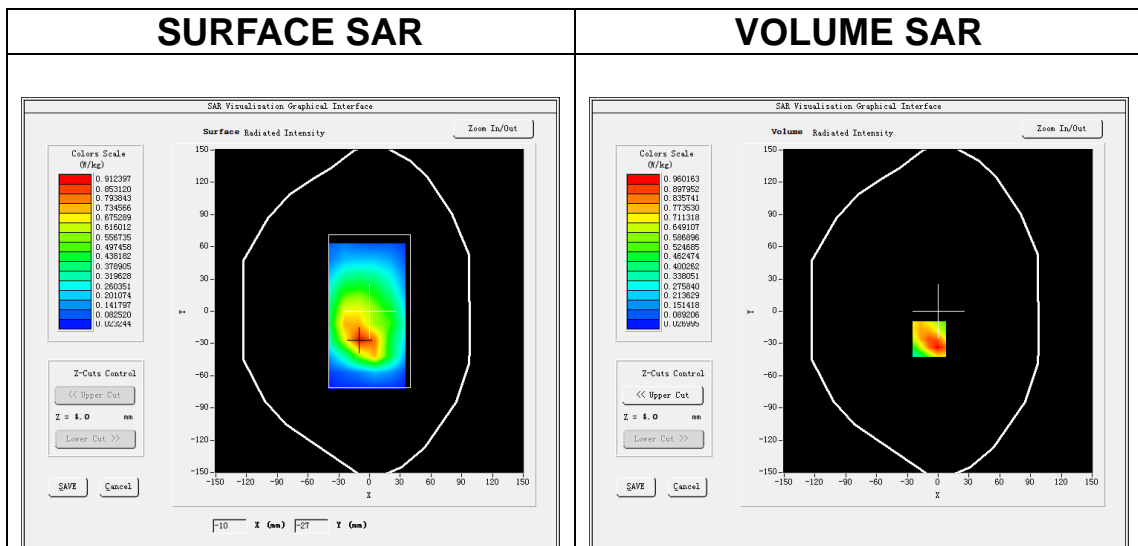 SURFACE SAR
VOLUME SAR
SAR Visualisation Graphical Interface
Surface Radiated Intensity
Zoom In/Out
Colors Scale
(W/kg)
0.912397
0.853120
0.793843
0.734566
0.675289
0.616012
0.556735
0.497458
0.438182
0.378905
0.319628
0.260351
0.201074
0.141797
0.082520
0.023244
Z-Cuts Control
<< Upper Cut
Z = 4.0 mm
Lower Cut >>
SAVE
Cancel
150
120
90
60
30
0
-30
-60
-90
-120
-150
Y
-150 -120 -90 -60 -30 0 30 60 90 120 150
X
-10 X (mm) -27 Y (mm)
SAR Visualisation Graphical Interface
Volume Radiated Intensity
Zoom In/Out
Colors Scale
(W/kg)
0.960163
0.897952
0.835741
0.773530
0.711318
0.649107
0.586896
0.524685
0.462474
0.400262
0.338051
0.275840
0.213629
0.151418
0.089206
0.026995
Z-Cuts Control
<< Upper Cut
Z = 4.0 mm
Lower Cut >>
SAVE
Cancel
150
120
90
60
30
0
-30
-60
-90
-120
-150
Y
-150 -120 -90 -60 -30 0 30 60 90 120 150
X